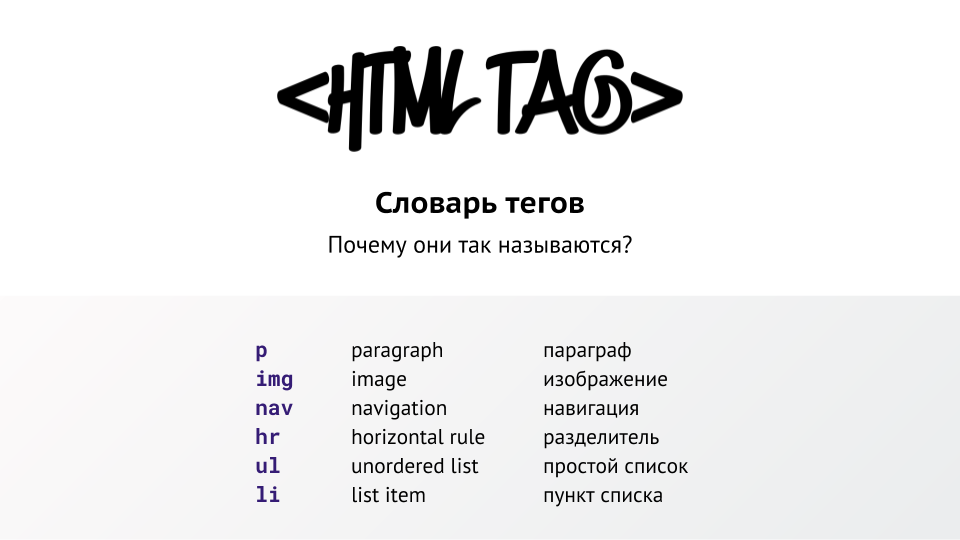 <HTML TAG>
Словарь тегов
Почему они так называются?
p paragraph параграф
img image изображение
nav navigation навигация
hr horizontal rule разделитель
ul unordered list простой список
li list item пункт списка